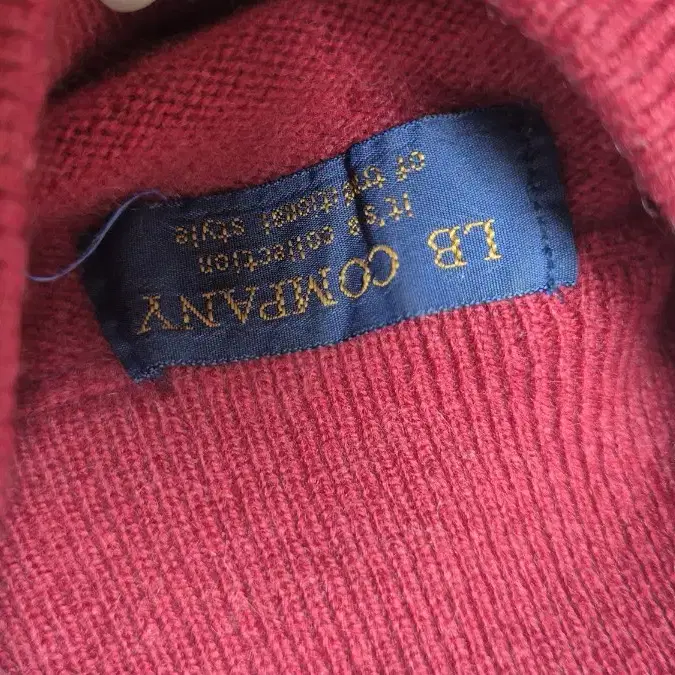 LB COMPANY
it's collection
of traditional style